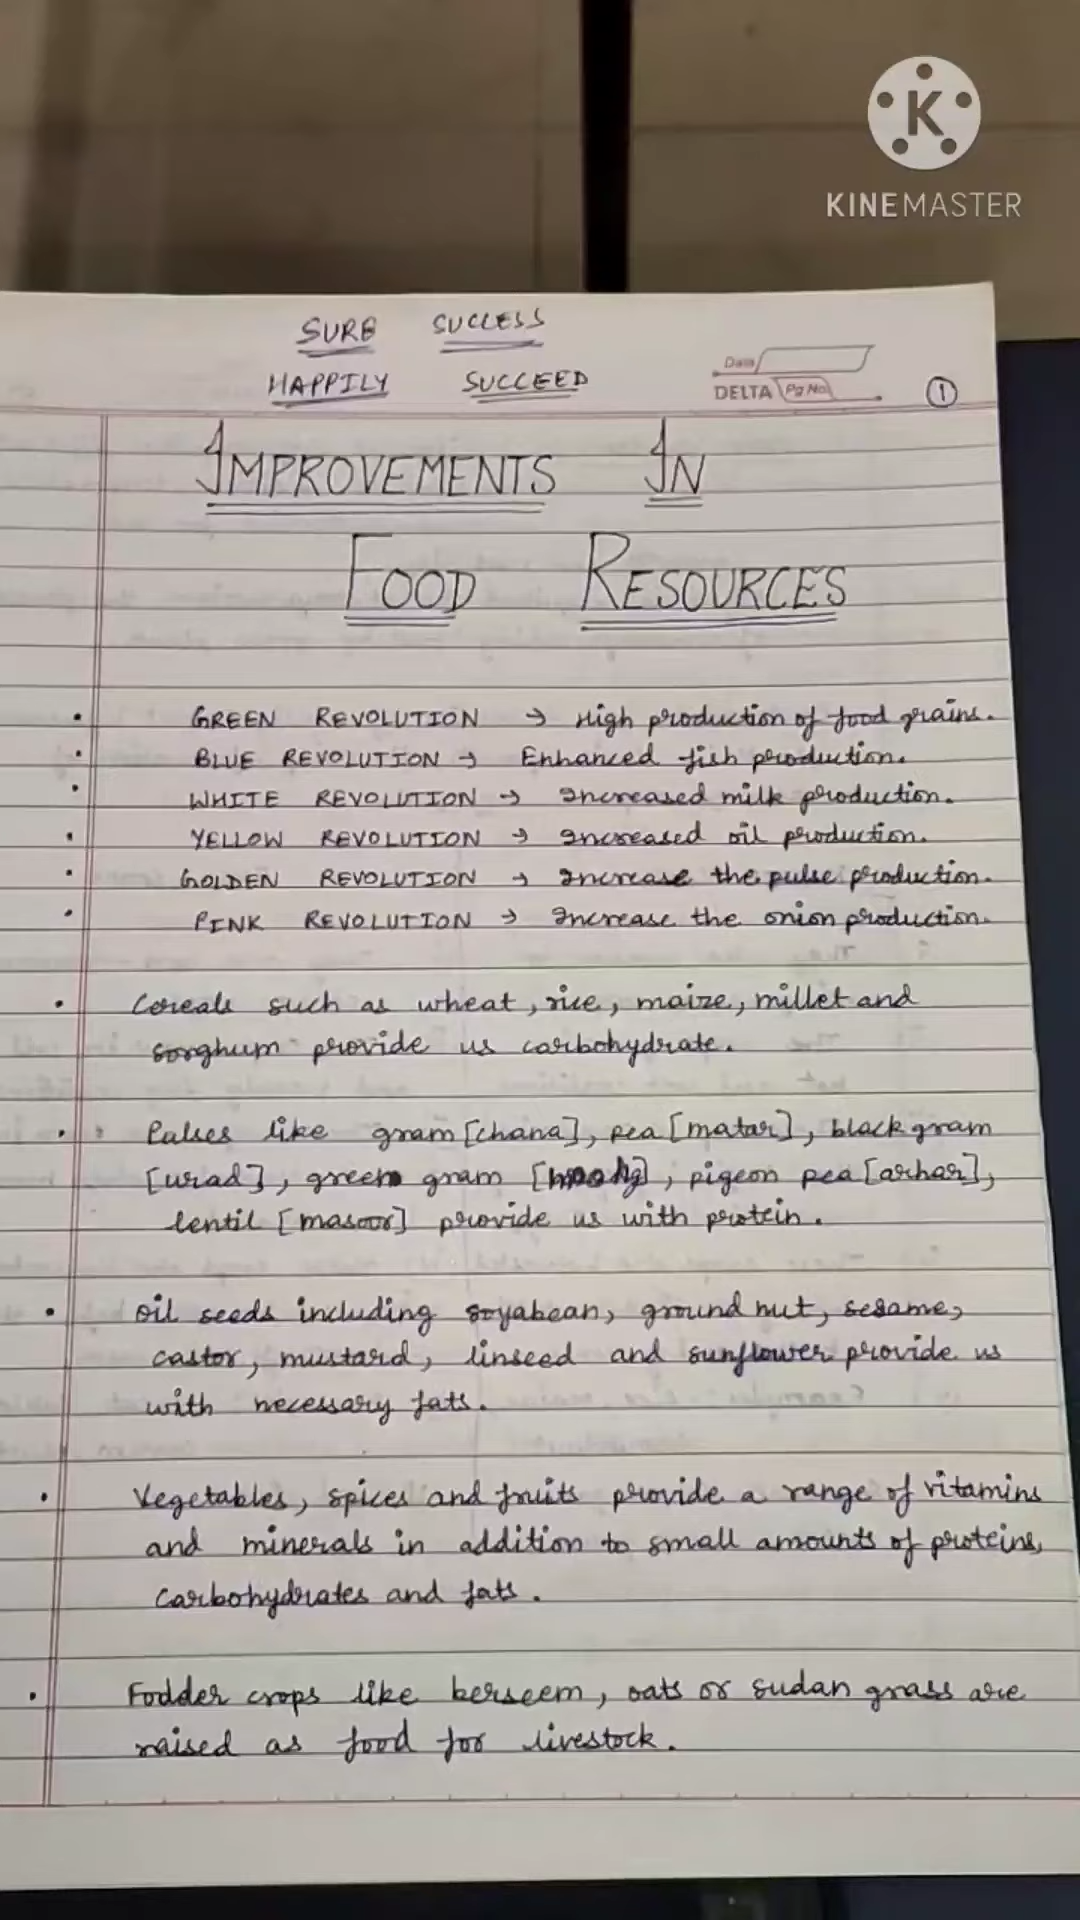 K
KINEMASTER
SURE SUCCESS
HAPPILY SUCCEED
Date
DELTA Pg No.
1
IMPROVEMENTS IN
FOOD RESOURCES
• GREEN REVOLUTION → High production of food grains.
• BLUE REVOLUTION → Enhanced fish production.
• WHITE REVOLUTION → Increased milk production.
• YELLOW REVOLUTION → Increased oil production.
• GOLDEN REVOLUTION → Increase the pulse production.
• PINK REVOLUTION → Increase the onion production.
• Cereals such as wheat, rice, maize, millet and
sorghum provide us carbohydrate.
• Pulses like gram [chana], pea [matar], black gram
[urad], green gram [moong], pigeon pea [arhar],
lentil [masoor] provide us with protein.
• Oil seeds including soyabean, ground nut, sesame,
castor, mustard, linseed and sunflower provide us
with necessary fats.
• Vegetables, spices and fruits provide a range of vitamins
and minerals in addition to small amounts of proteins,
carbohydrates and fats.
• Fodder crops like berseem, oats or sudan grass are
raised as food for livestock.